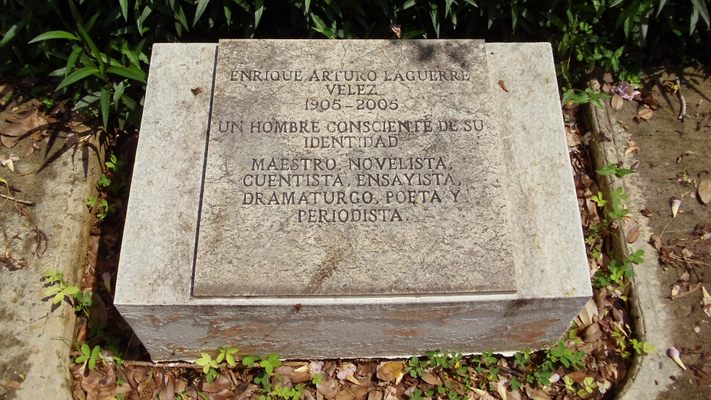 ENRIQUE ARTURO LAGUERRE
VELEZ
1905-2005
UN HOMBRE CONSCIENTE DE SU
IDENTIDAD
MAESTRO, NOVELISTA,
CUENTISTA, ENSAYISTA,
DRAMATURGO, POETA Y
PERIODISTA.